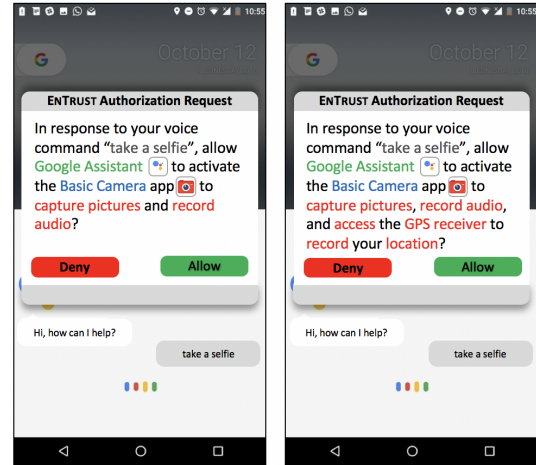 10:55
October 12
G
ENTRUST Authorization Request
In response to your voice
command “take a selfie”, allow
Google Assistant to activate
the Basic Camera app to
capture pictures and record
audio?
Deny
Allow
Hi, how can I help?
take a selfie
10:55
October 12
G
ENTRUST Authorization Request
In response to your voice
command “take a selfie”, allow
Google Assistant to activate
the Basic Camera app to
capture pictures, record audio,
and access the GPS receiver to
record your location?
Deny
Allow
Hi, how can I help?
take a selfie